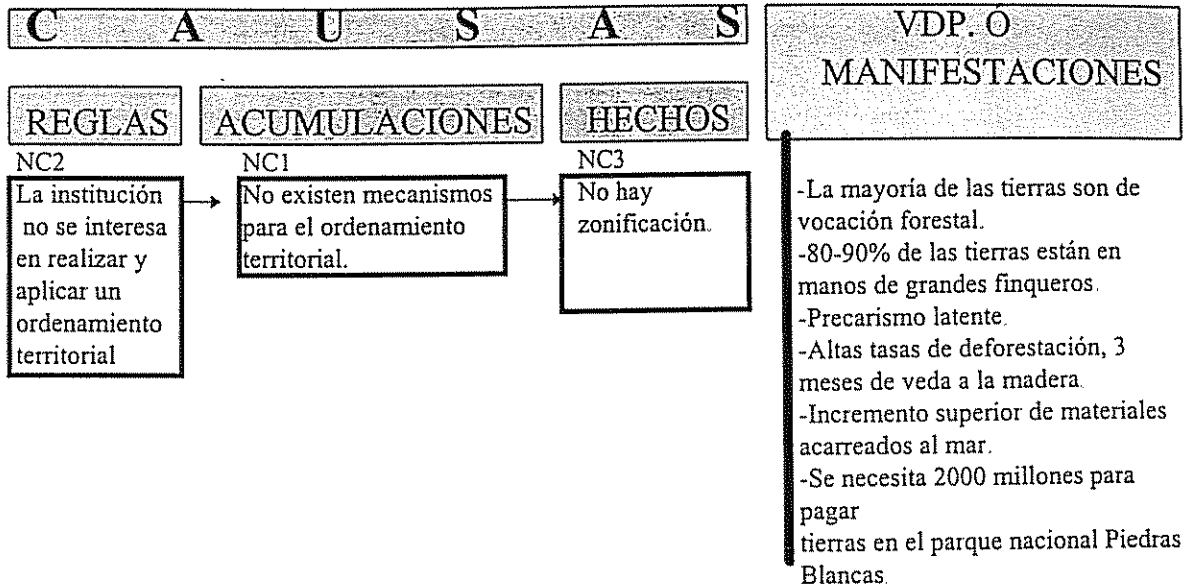 C A U S A S
VDP. Ó
MANIFESTACIONES
REGLAS
ACUMULACIONES
HECHOS
NC2
La institución
no se interesa
en realizar y
aplicar un
ordenamiento
territorial
NC1
No existen mecanismos
para el ordenamiento
territorial.
NC3
No hay
zonificación.
-La mayoría de las tierras son de
vocación forestal.
-80-90% de las tierras están en
manos de grandes finqueros.
-Precarismo latente.
-Altas tasas de deforestación, 3
meses de veda a la madera.
-Incremento superior de materiales
acarreados al mar.
-Se necesita 2000 millones para
pagar
tierras en el parque nacional Piedras
Blancas.